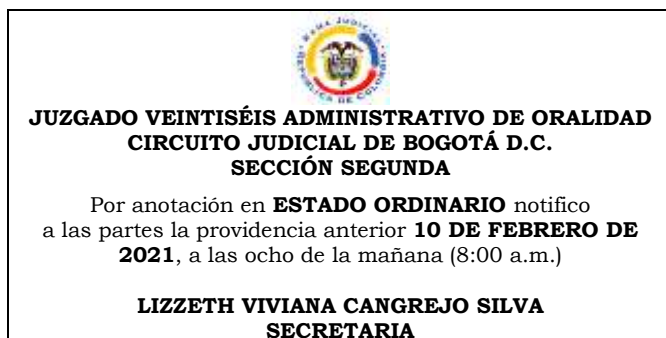 JUZGADO VEINTISÉIS ADMINISTRATIVO DE ORALIDAD
CIRCUITO JUDICIAL DE BOGOTÁ D.C.
SECCIÓN SEGUNDA
Por anotación en ESTADO ORDINARIO notifico
a las partes la providencia anterior 10 DE FEBRERO DE
2021, a las ocho de la mañana (8:00 a.m.)
LIZZETH VIVIANA CANGREJO SILVA
SECRETARIA